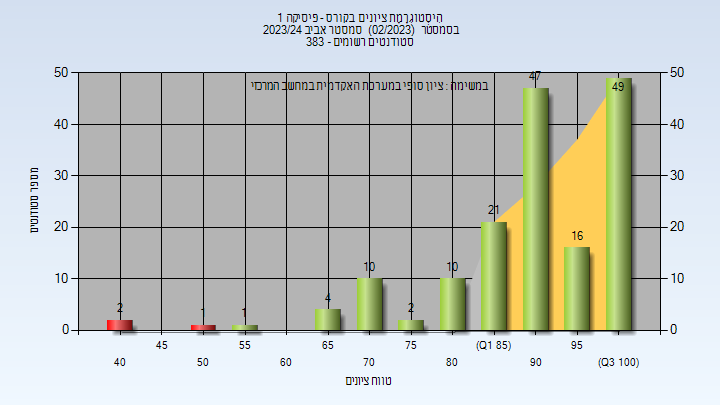 היסטוגרמת ציונים בקורס - פיסיקה 1
בסמסטר (02/2023) סמסטר אביב 2023/24
סטודנטים רשומים - 383
במשימה : ציון סופי במערכת האקדמית במחשב המרכזי
מספר סטודנטים
50 50
40 40
30 30
20 20
10 10
0 0
2 1 1 4 10 2 10 21 47 16 49
45 55 65 75 (Q1 85) 95
40 50 60 70 80 90 (Q3 100)
טווח ציונים